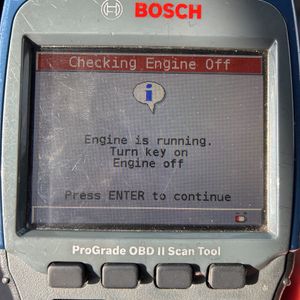 BOSCH
Checking Engine Off
Engine is running.
Turn key on
Engine off
Press ENTER to continue
ProGrade OBD II Scan Tool